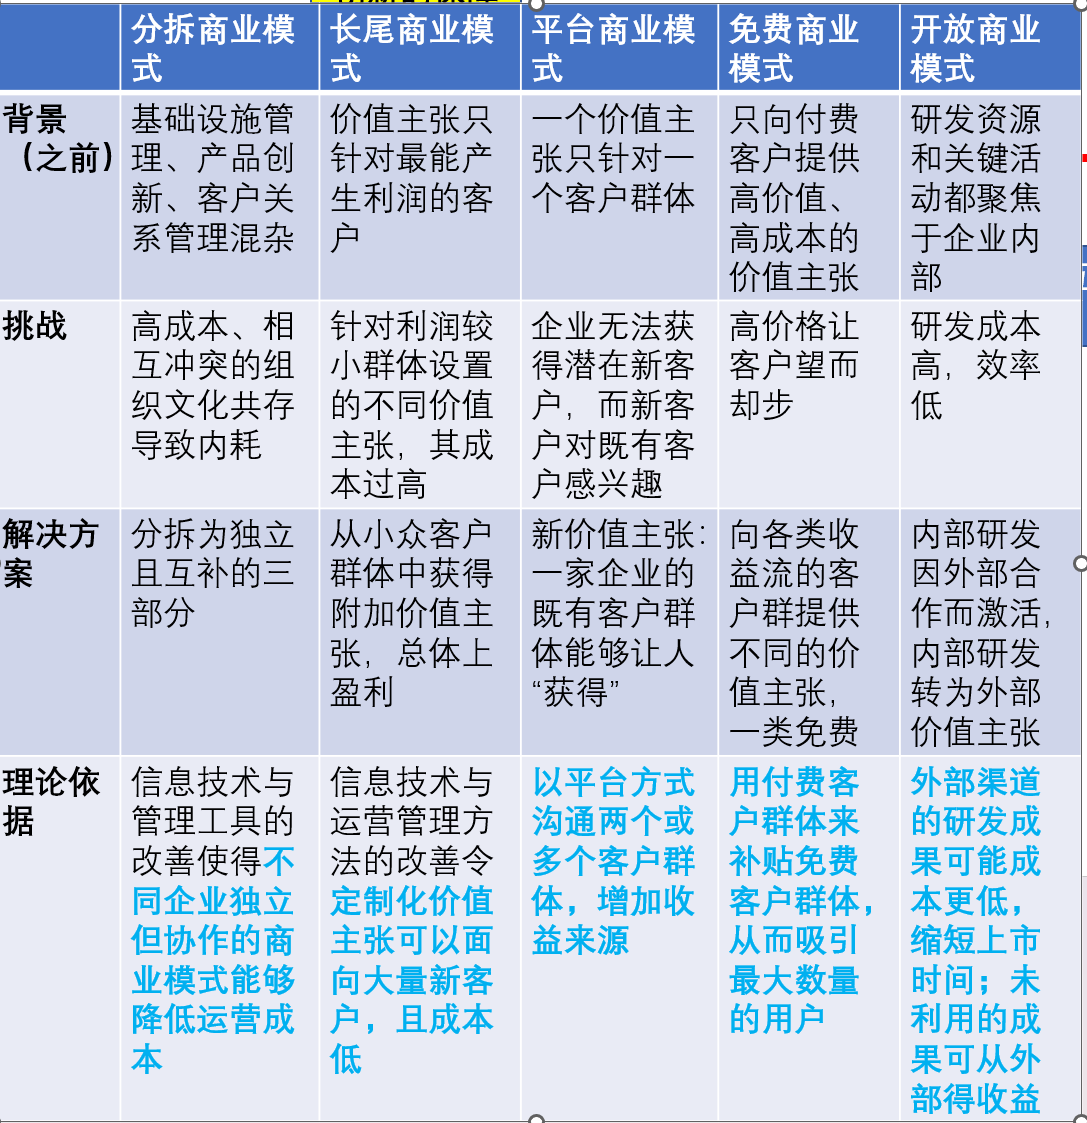 分拆商业模
式
长尾商业模
式
平台商业模
式
免费商业
模式
开放商业
模式
背景
（之前）
基础设施管
理、产品创
新、客户关
系管理混杂
价值主张只
针对最能产
生利润的客
户
一个价值主
张只针对一
个客户群体
只向付费
客户提供
高价值、
高成本的
价值主张
研发资源
和关键活
动都聚焦
于企业内
部
挑战
高成本、相
互冲突的组
织文化共存
导致内耗
针对利润较
小群体设置
的不同价值
主张，其成
本过高
企业无法获
得潜在新客
户，而新客
户对既有客
户感兴趣
高价格让
客户望而
却步
研发成本
高，效率
低
解决方
案
分拆为独立
且互补的三
部分
从小众客户
群体中获得
附加价值主
张，总体上
盈利
新价值主张：
一家企业的
既有客户群
体能够让人
“获得”
向各类收
益流的客
户群提供
不同的价
值主张，
一类免费
内部研发
因外部合
作而激活，
内部研发
转为外部
价值主张
理论依
据
信息技术与
管理工具的
改善使得不
同企业独立
但协作的商
业模式能够
降低运营成
本
信息技术与
运营管理方
法的改善令
定制化价值
主张可以面
向大量新客
户，且成本
低
以平台方式
沟通两个或
多个客户群
体，增加收
益来源
用付费客
户群体来
补贴免费
客户群体，
从而吸引
最大数量
的用户
外部渠道
的研发成
果可能成
本更低，
缩短上市
时间；未
利用的成
果可从外
部得收益